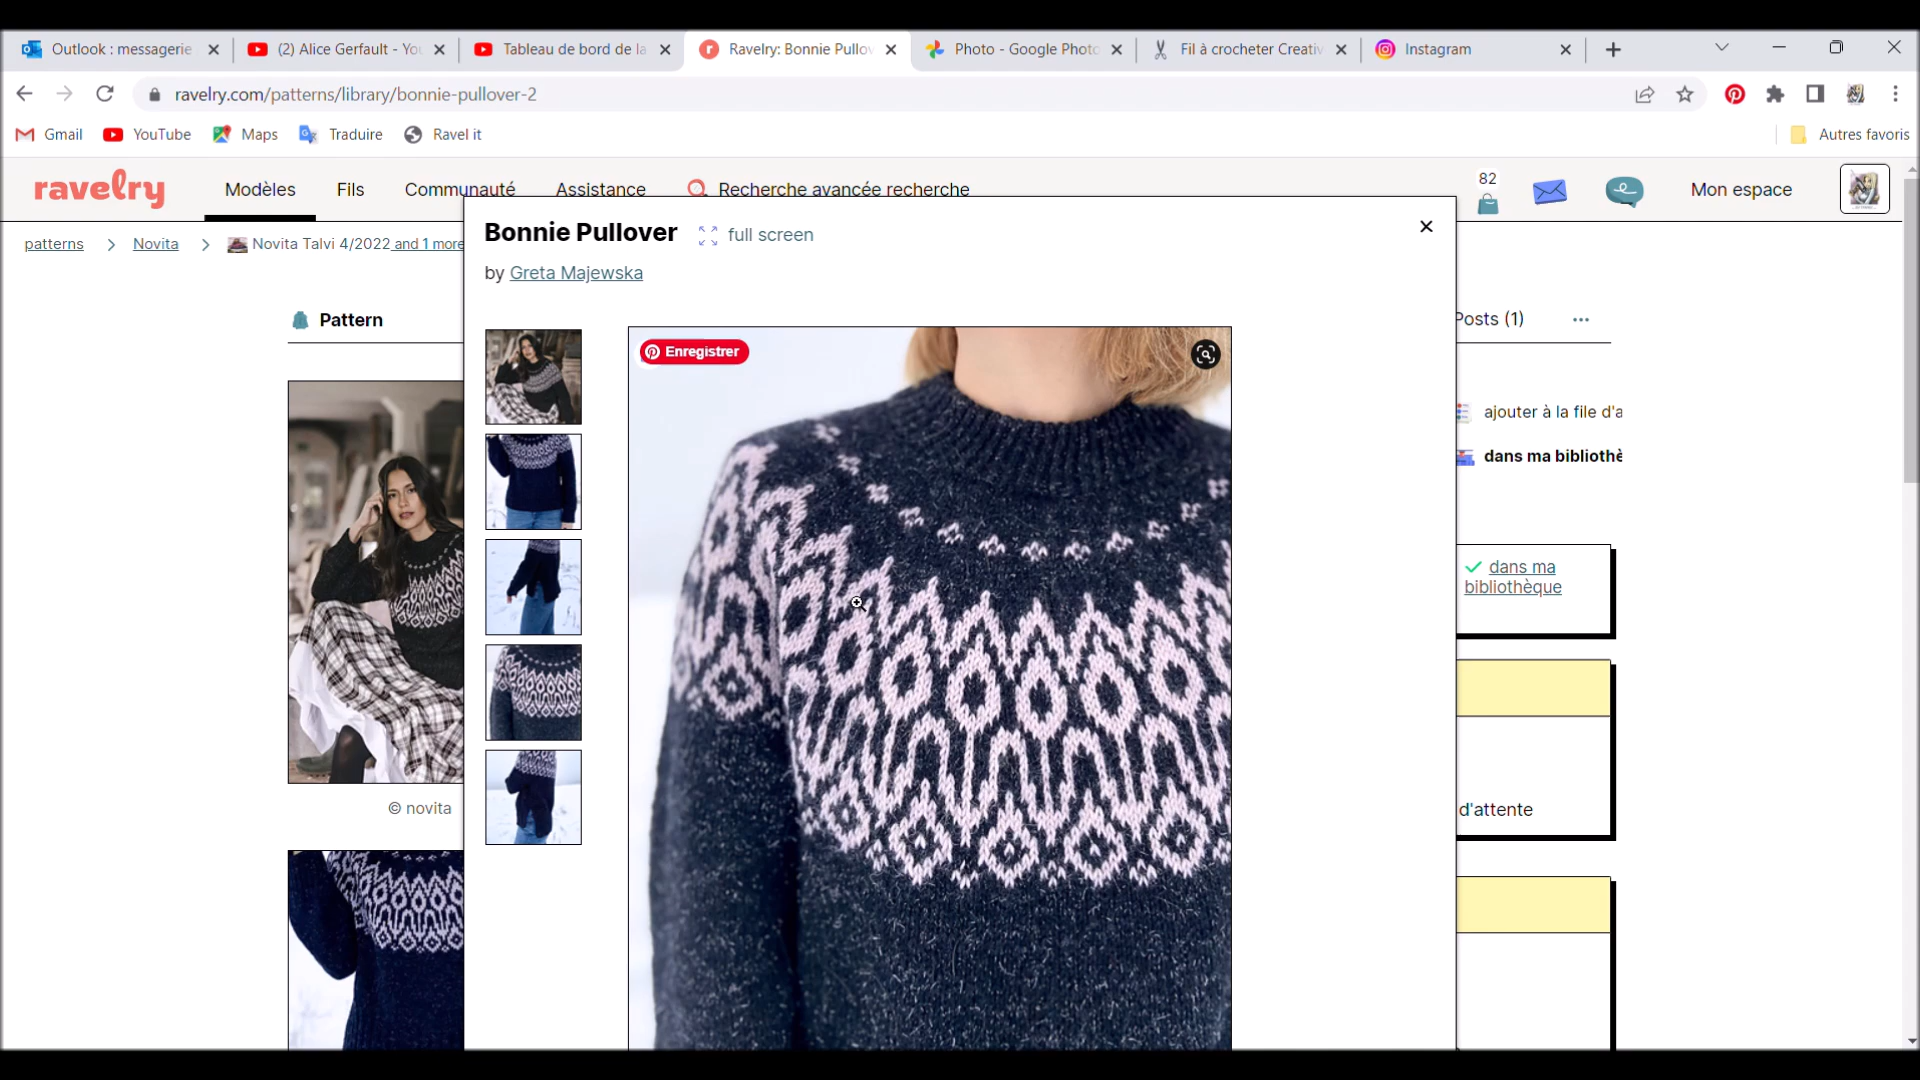 Outlook : messagerie
(2) Alice Gerfault - You
Tableau de bord de la
Ravelry: Bonnie Pullov
Photo - Google Photo
Fil à crocheter Creativ
Instagram
ravelry.com/patterns/library/bonnie-pullover-2
Gmail
YouTube
Maps
Traduire
Ravel it
Autres favoris
ravelry
Modèles
Fils
Communauté
Assistance
Recherche avancée recherche
82
Mon espace
patterns
Novita
Novita Talvi 4/2022 and 1 more
Bonnie Pullover
full screen
by Greta Majewska
Pattern
Posts (1)
Enregistrer
ajouter à la file d'a
dans ma bibliothè
dans ma
bibliothèque
© novita
d'attente